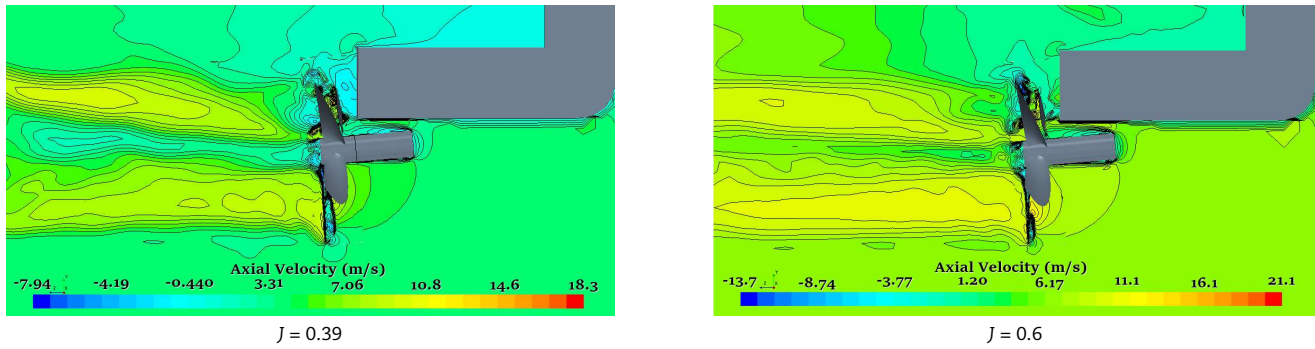 Axial Velocity (m/s)
-7.94 -4.19 -0.440 3.31 7.06 10.8 14.6 18.3
J = 0.39
Axial Velocity (m/s)
-13.7 -8.74 -3.77 1.20 6.17 11.1 16.1 21.1
J = 0.6